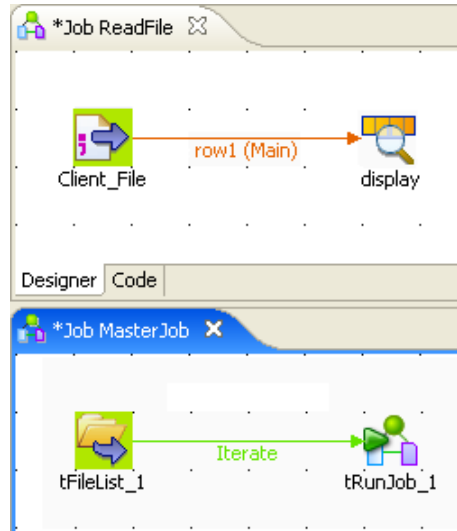 *Job ReadFile
row1 (Main)
Client_File
display
Designer Code
*Job MasterJob
Iterate
tFileList_1
tRunJob_1